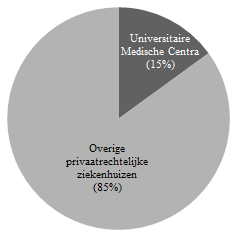 Universitaire
Medische Centra
(15%)
Overige
privaatrechtelijke
ziekenhuizen
(85%)